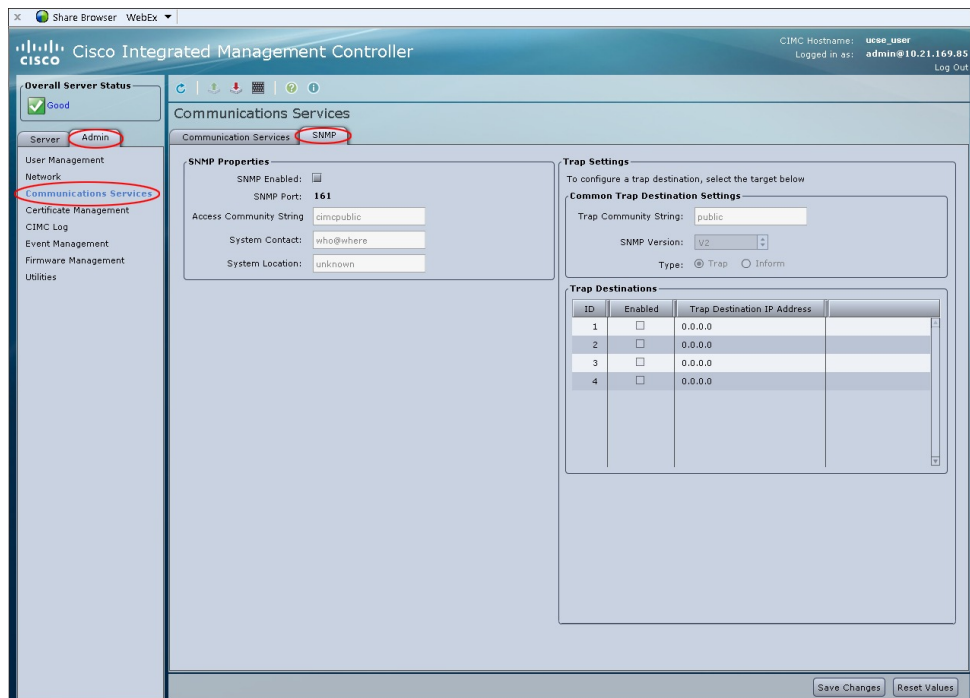 X Share Browser WebEx
CISCO Cisco Integrated Management Controller
CIMC Hostname: ucse_user
Logged in as: admin@10.21.169.85
Log Out
Overall Server Status
Good
Server Admin
User Management
Network
Communications Services
Certificate Management
CIMC Log
Event Management
Firmware Management
Utilities
Communications Services
Communication Services SNMP
SNMP Properties
SNMP Enabled:
SNMP Port: 161
Access Community String cimcpublic
System Contact: who@where
System Location: unknown
Trap Settings
To configure a trap destination, select the target below
Common Trap Destination Settings
Trap Community String: public
SNMP Version: V2
Type: Trap Inform
Trap Destinations
ID Enabled Trap Destination IP Address
1 0.0.0.0
2 0.0.0.0
3 0.0.0.0
4 0.0.0.0
Save Changes Reset Values